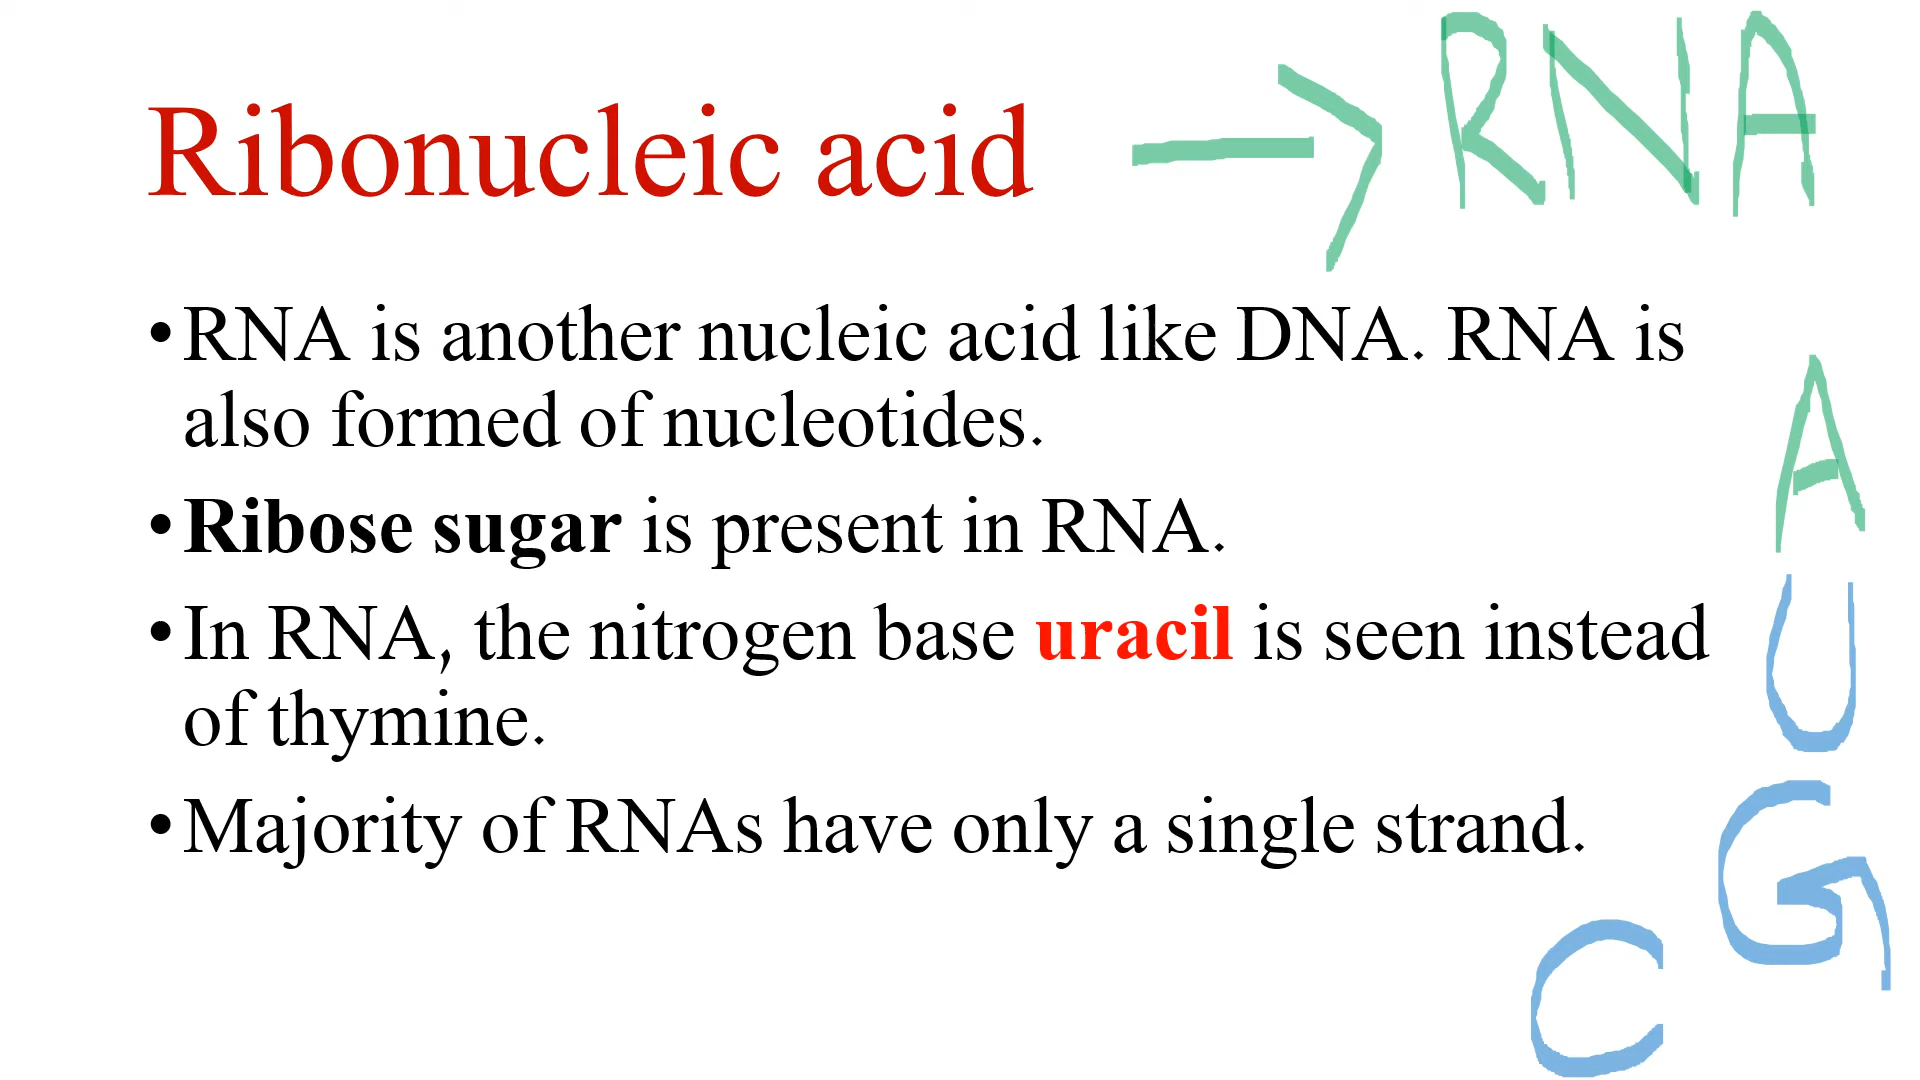 Ribonucleic acid → RNA
•RNA is another nucleic acid like DNA. RNA is
also formed of nucleotides.
•Ribose sugar is present in RNA.
•In RNA, the nitrogen base uracil is seen instead
of thymine.
•Majority of RNAs have only a single strand.
A
U
G
C